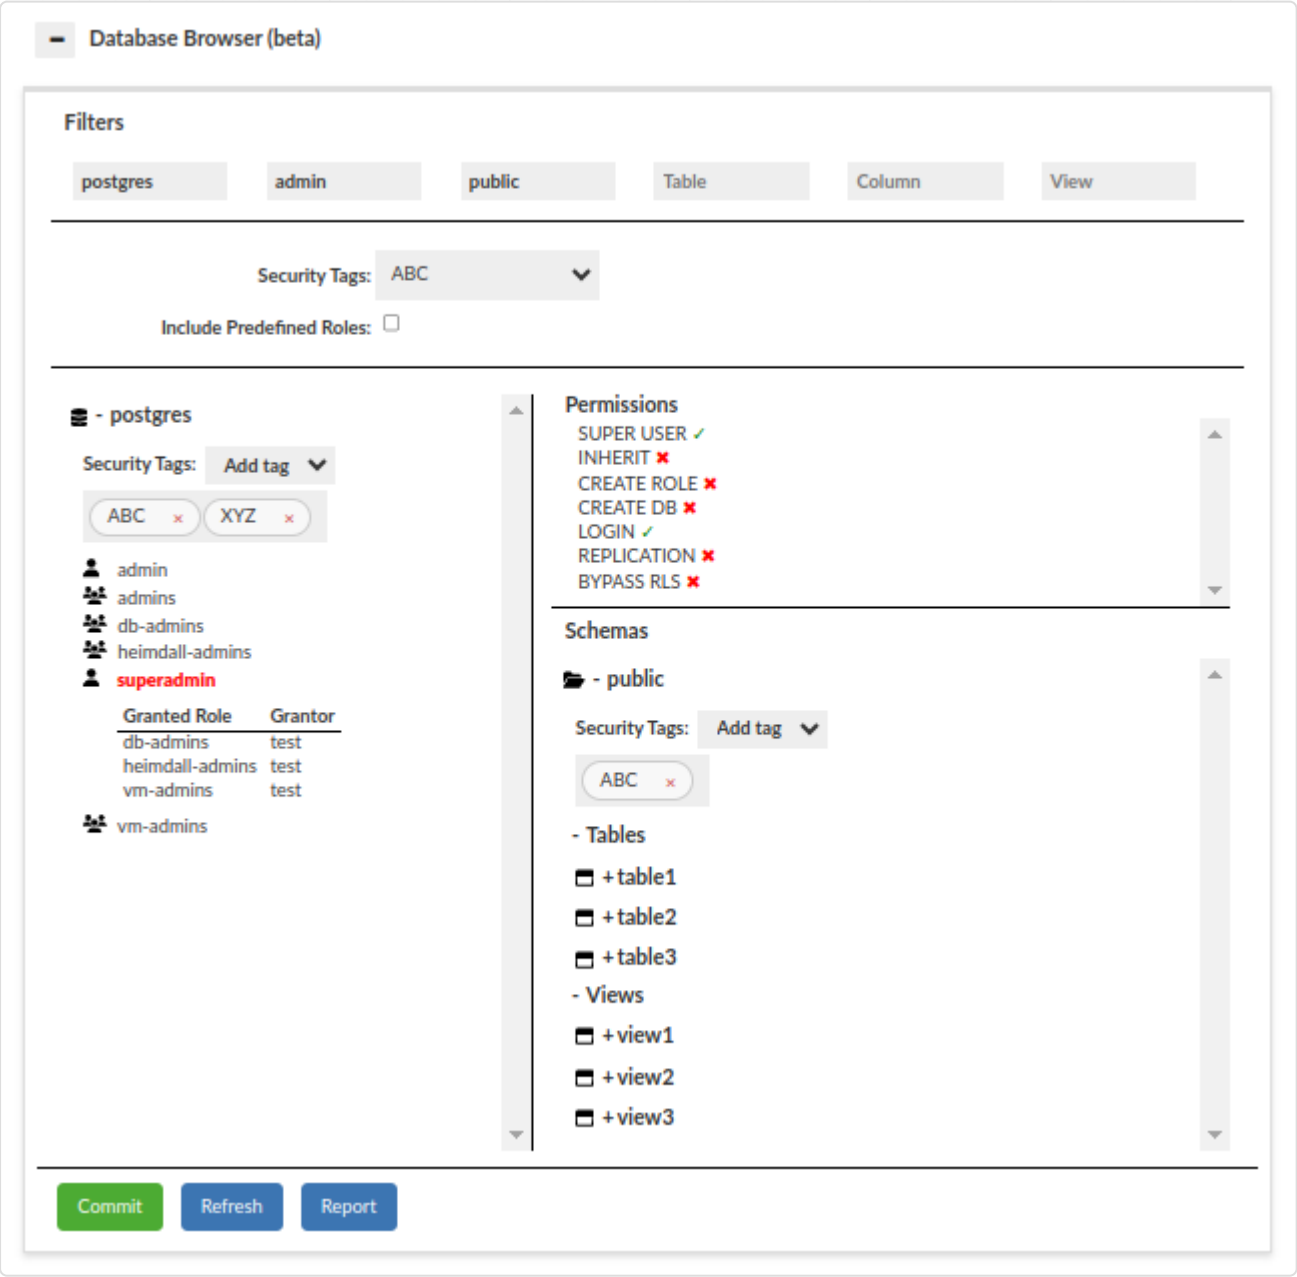 Database Browser (beta)
Filters
postgres admin public Table Column View
Security Tags: ABC
Include Predefined Roles:
- postgres
Security Tags: Add tag
ABC × XYZ ×
admin
admins
db-admins
heimdall-admins
superadmin
Granted Role Grantor
db-admins test
heimdall-admins test
vm-admins test
vm-admins
Permissions
SUPER USER ✓
INHERIT ✖
CREATE ROLE ✖
CREATE DB ✖
LOGIN ✓
REPLICATION ✖
BYPASS RLS ✖
Schemas
- public
Security Tags: Add tag
ABC ×
- Tables
+ table1
+ table2
+ table3
- Views
+ view1
+ view2
+ view3
Commit Refresh Report